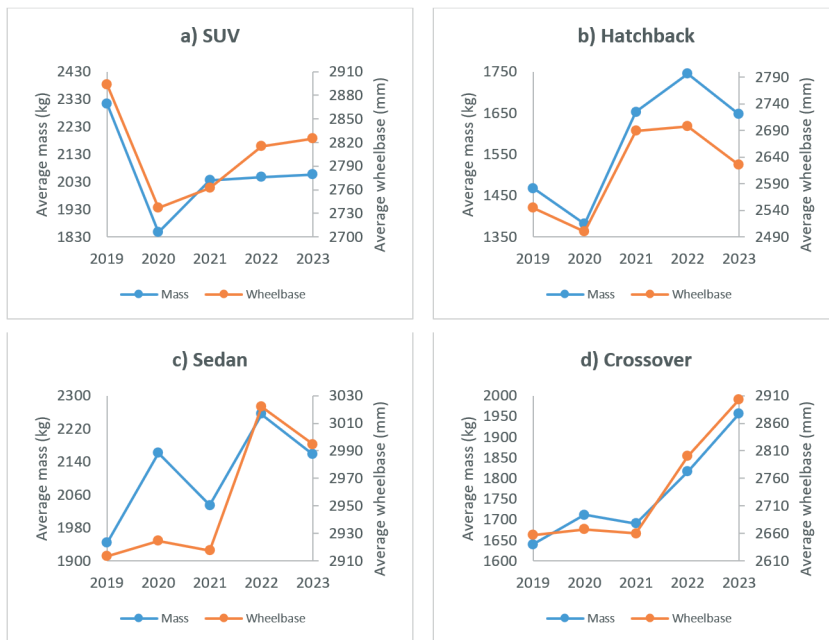 a) SUV
Average mass (kg)
2430
2330
2230
2130
2030
1930
1830
2910
2880
2850
2820
2790
2760
2730
2700
Average wheelbase (mm)
2019 2020 2021 2022 2023
Mass Wheelbase
b) Hatchback
Average mass (kg)
1750
1650
1550
1450
1350
2790
2740
2690
2640
2590
2540
2490
Average wheelbase (mm)
2019 2020 2021 2022 2023
Mass Wheelbase
c) Sedan
Average mass (kg)
2300
2220
2140
2060
1980
1900
3030
3010
2990
2970
2950
2930
2910
Average wheelbase (mm)
2019 2020 2021 2022 2023
Mass Wheelbase
d) Crossover
Average mass (kg)
2000
1950
1900
1850
1800
1750
1700
1650
1600
2910
2860
2810
2760
2710
2660
2610
Average wheelbase (mm)
2019 2020 2021 2022 2023
Mass Wheelbase